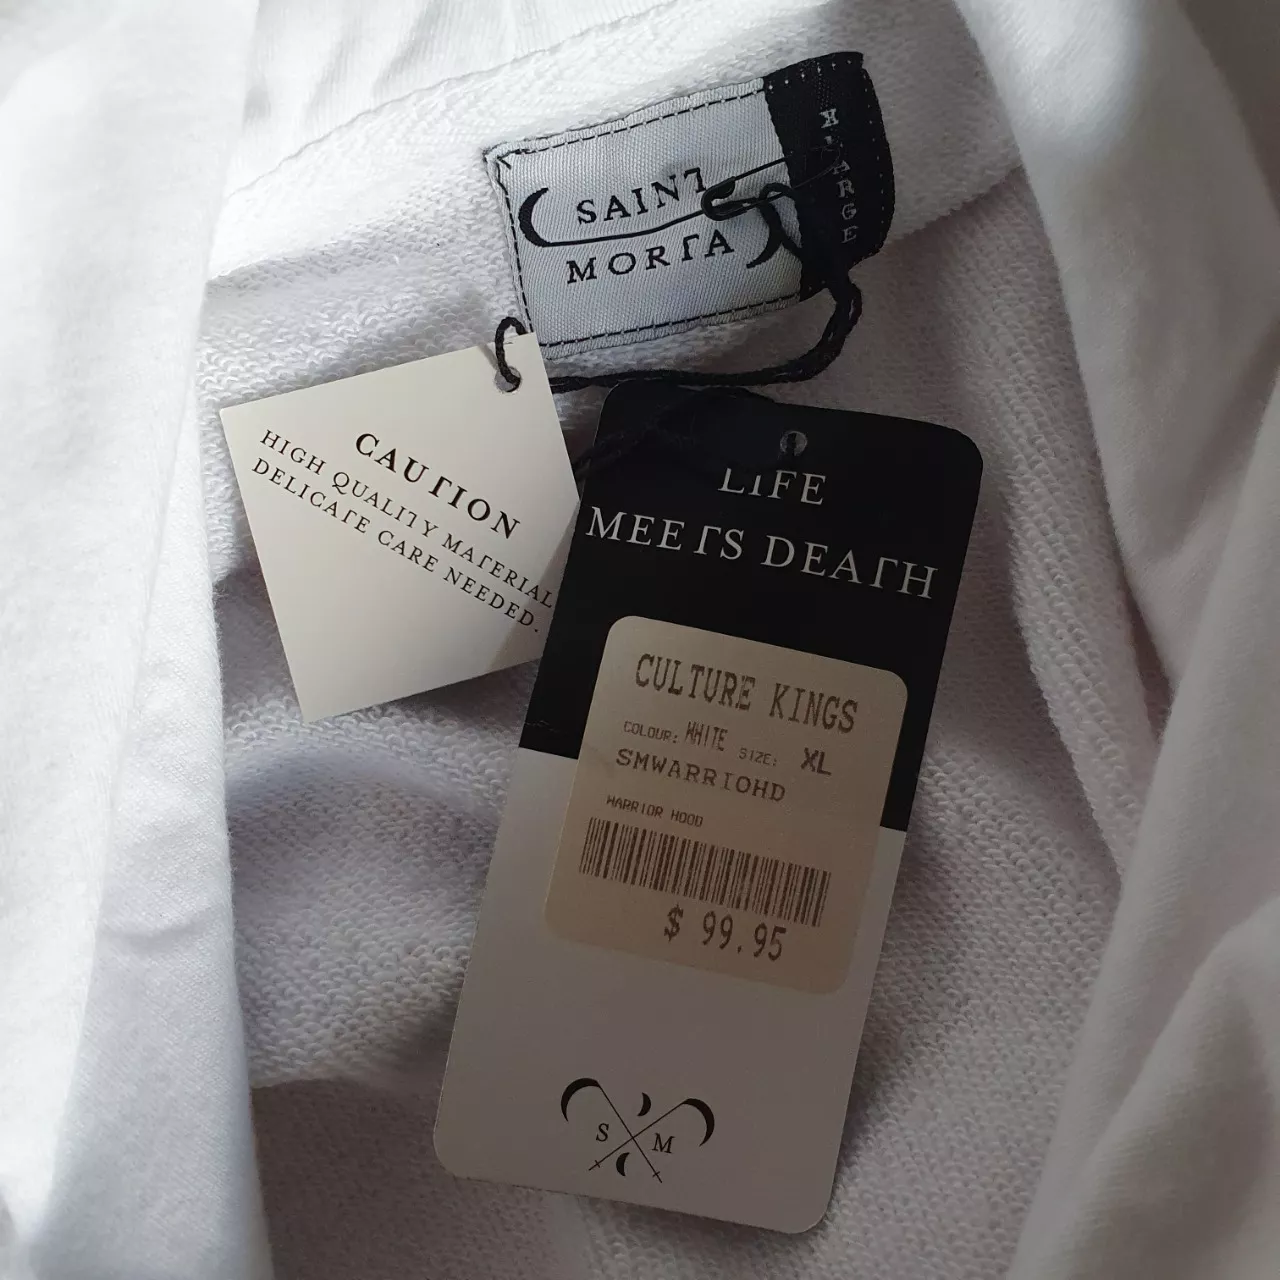 SAINT
MORTA
XLARGE
CAUTION
HIGH QUALITY MATERIAL
DELICATE CARE NEEDED.
LIFE
MEETS DEATH
CULTURE KINGS
COLOUR: WHITE SIZE: XL
SMWARRIOHD
WARRIOR HOOD
$ 99.95
S M